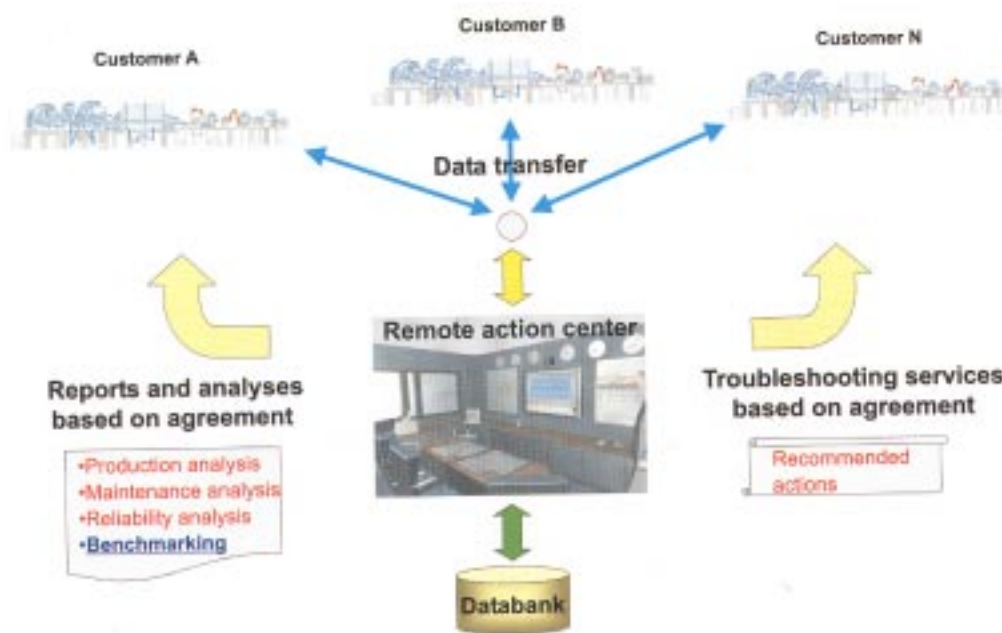 Customer A
Customer B
Customer N
Data transfer
Remote action center
Reports and analyses
based on agreement
•Production analysis
•Maintenance analysis
•Reliability analysis
•Benchmarking
Troubleshooting services
based on agreement
Recommended
actions
Databank